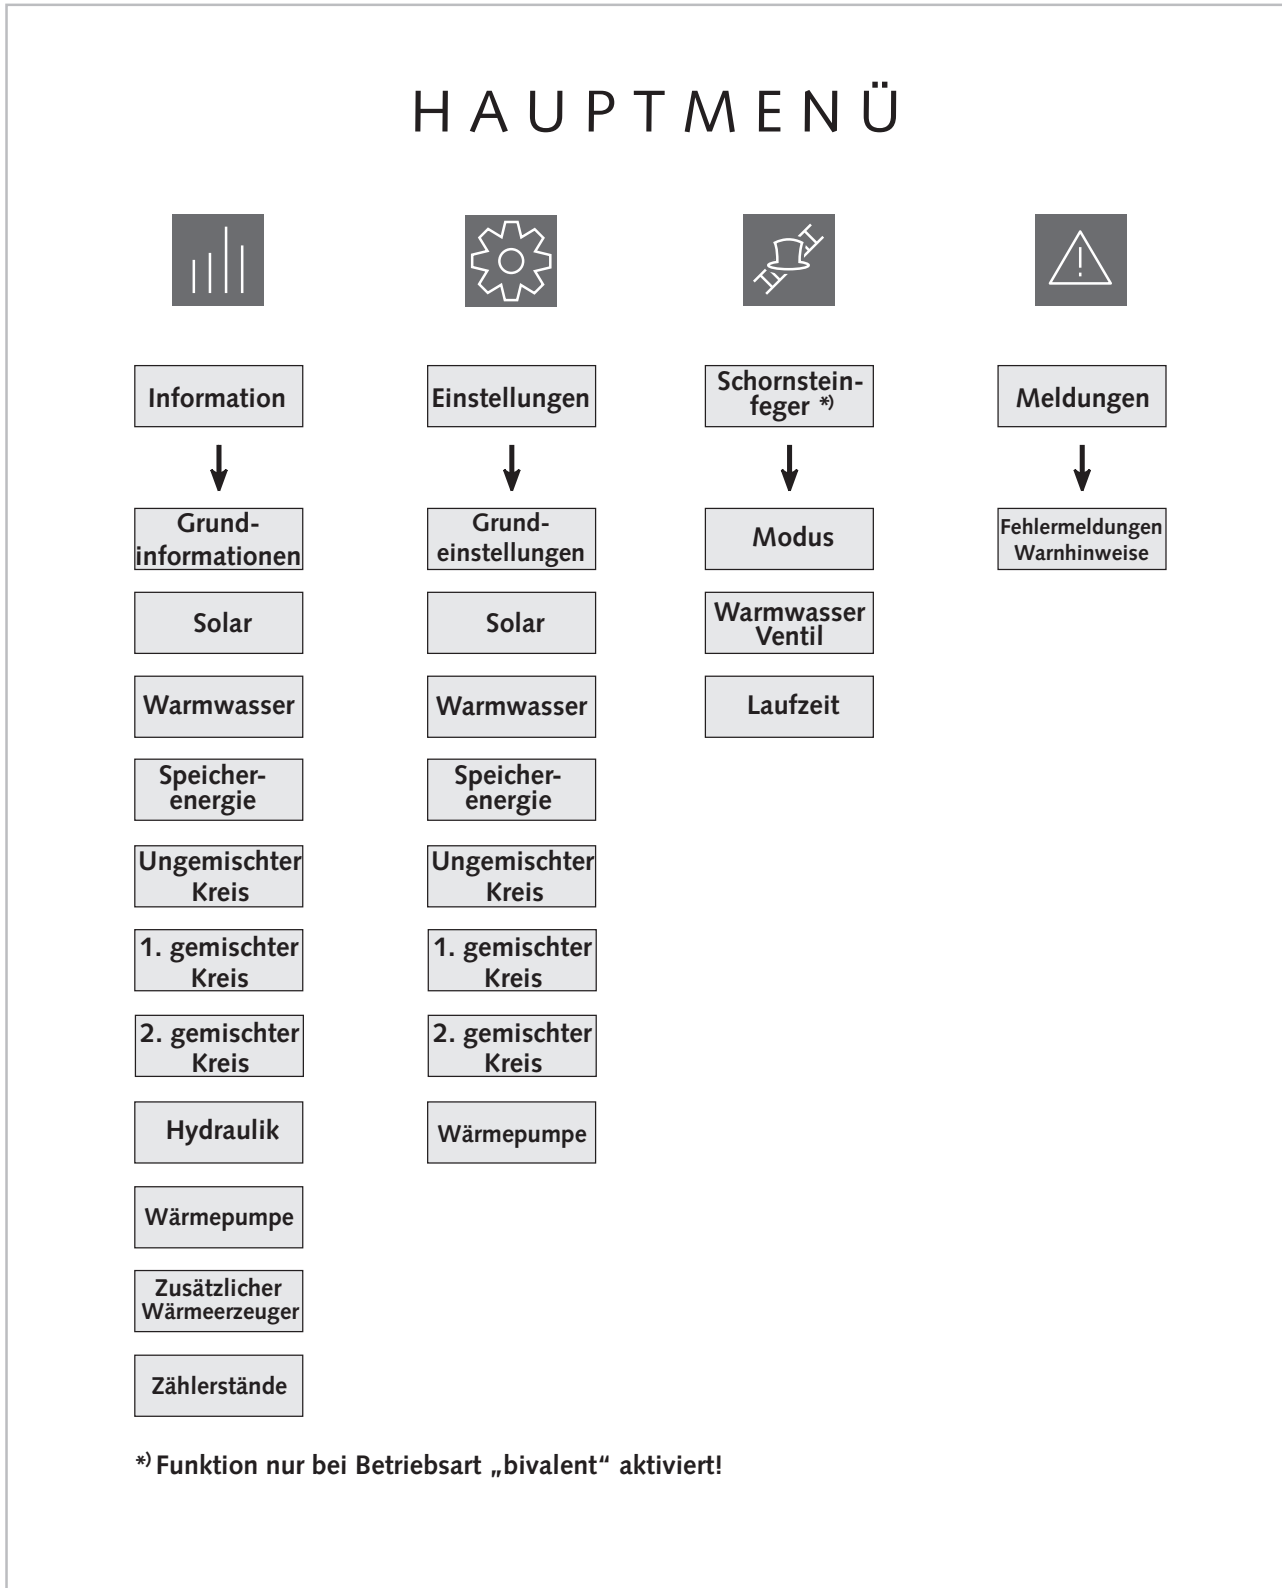 HAUPTMENÜ
Information
Grund-
informationen
Solar
Warmwasser
Speicher-
energie
Ungemischter
Kreis
1. gemischter
Kreis
2. gemischter
Kreis
Hydraulik
Wärmepumpe
Zusätzlicher
Wärmeerzeuger
Zählerstände
Einstellungen
Grund-
einstellungen
Solar
Warmwasser
Speicher-
energie
Ungemischter
Kreis
1. gemischter
Kreis
2. gemischter
Kreis
Wärmepumpe
Schornstein-
feger *)
Modus
Warmwasser
Ventil
Laufzeit
Meldungen
Fehlermeldungen
Warnhinweise
*) Funktion nur bei Betriebsart „bivalent“ aktiviert!